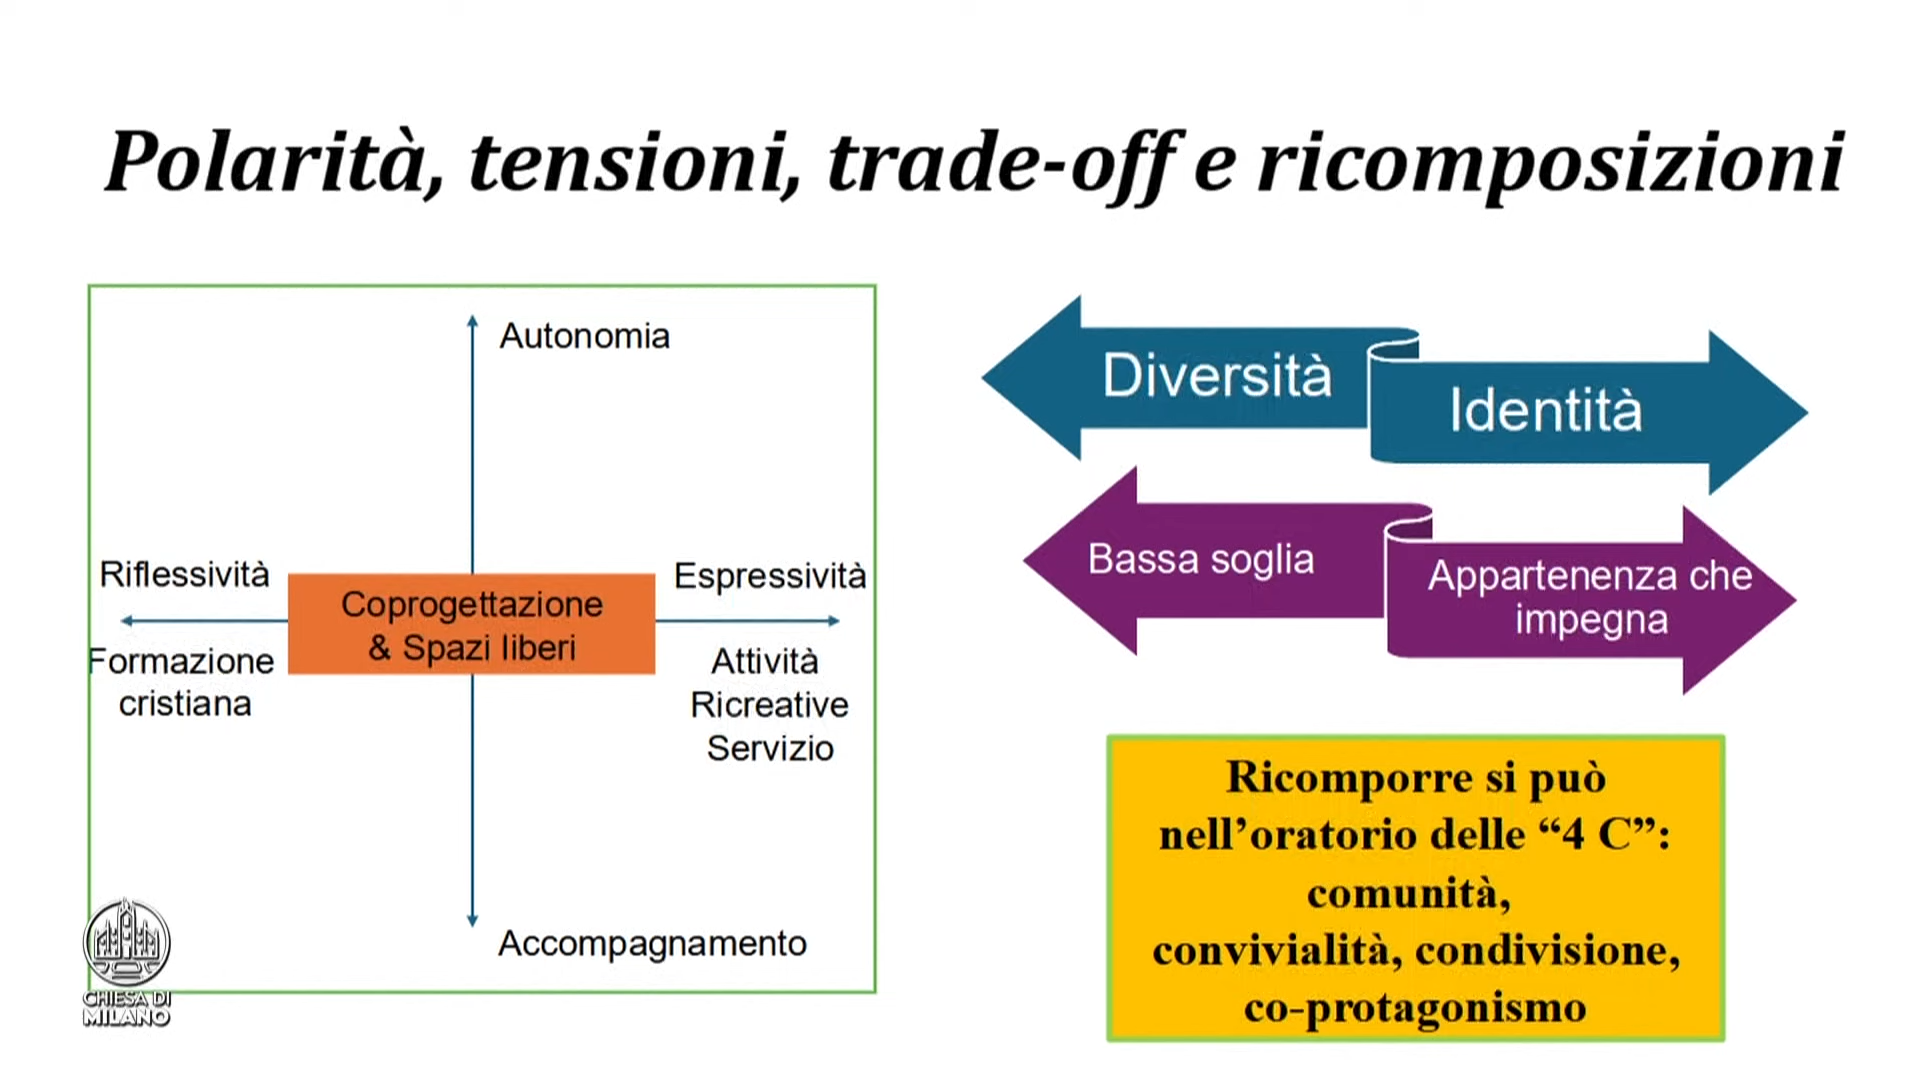 Polarità, tensioni, trade-off e ricomposizioni
Autonomia
Riflessività
Formazione
cristiana
Coprogettazione
& Spazi liberi
Espressività
Attività
Ricreative
Servizio
Accompagnamento
Diversità
Identità
Bassa soglia
Appartenenza che
impegna
Ricomporre si può
nell’oratorio delle “4 C”:
comunità,
convivialità, condivisione,
co-protagonismo
CHIESA DI
MILANO